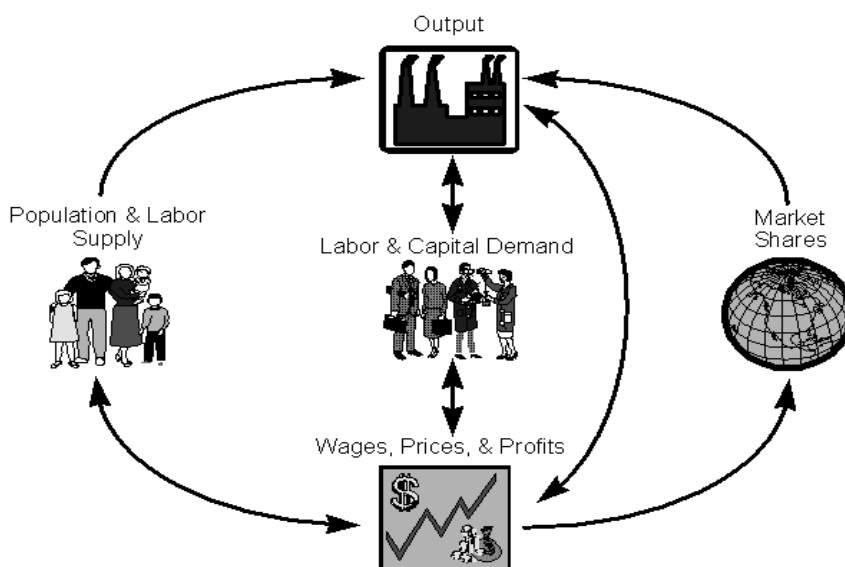 Output
Population & Labor
Supply
Labor & Capital Demand
Market
Shares
Wages, Prices, & Profits
$